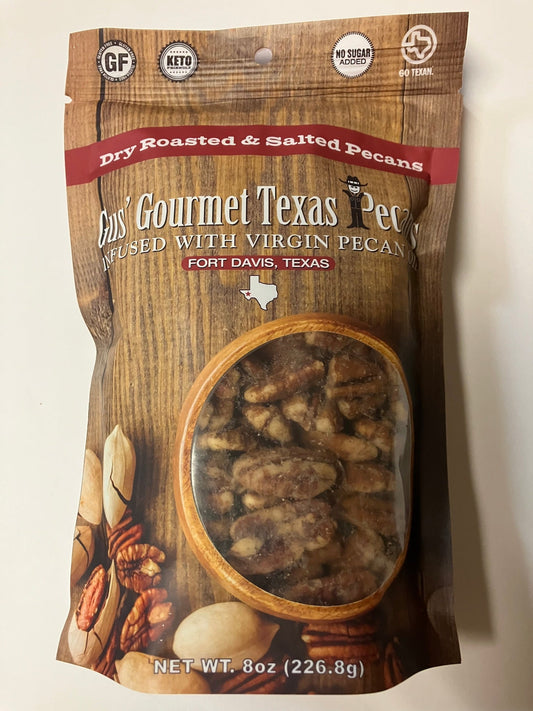 GF
KETO
FRIENDLY
NO SUGAR
ADDED
GO TEXAN.
Dry Roasted & Salted Pecans
Gus' Gourmet Texas Pecans
INFUSED WITH VIRGIN PECAN OIL
FORT DAVIS, TEXAS
NET WT. 8oz (226.8g)